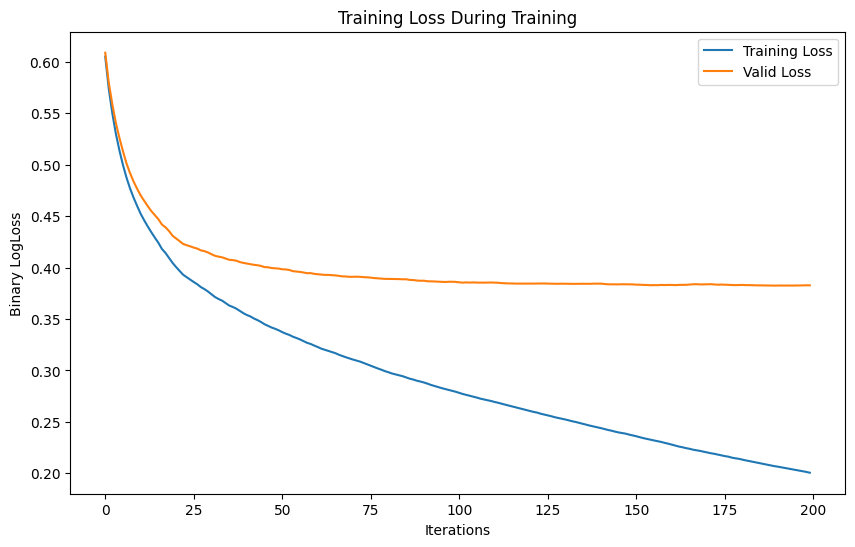 Training Loss During Training
Training Loss
Valid Loss
Binary LogLoss
0.60
0.55
0.50
0.45
0.40
0.35
0.30
0.25
0.20
0 25 50 75 100 125 150 175 200
Iterations